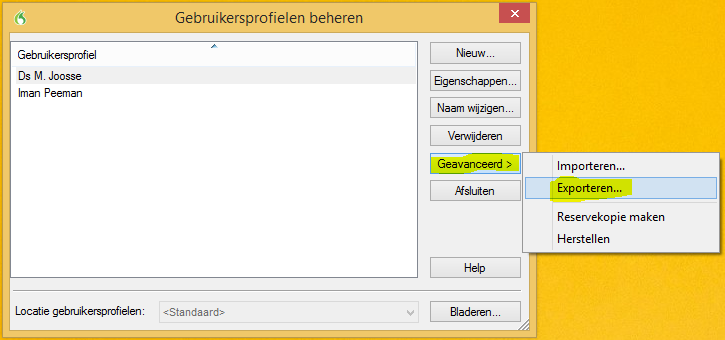 Gebruikersprofielen beheren
Gebruikersprofiel
Ds M. Joosse
Iman Peeman
Nieuw...
Eigenschappen...
Naam wijzigen...
Verwijderen
Geavanceerd >
Afsluiten
Importeren...
Exporteren...
Reservekopie maken
Herstellen
Help
Locatie gebruikersprofielen: <Standaard> Bladeren...